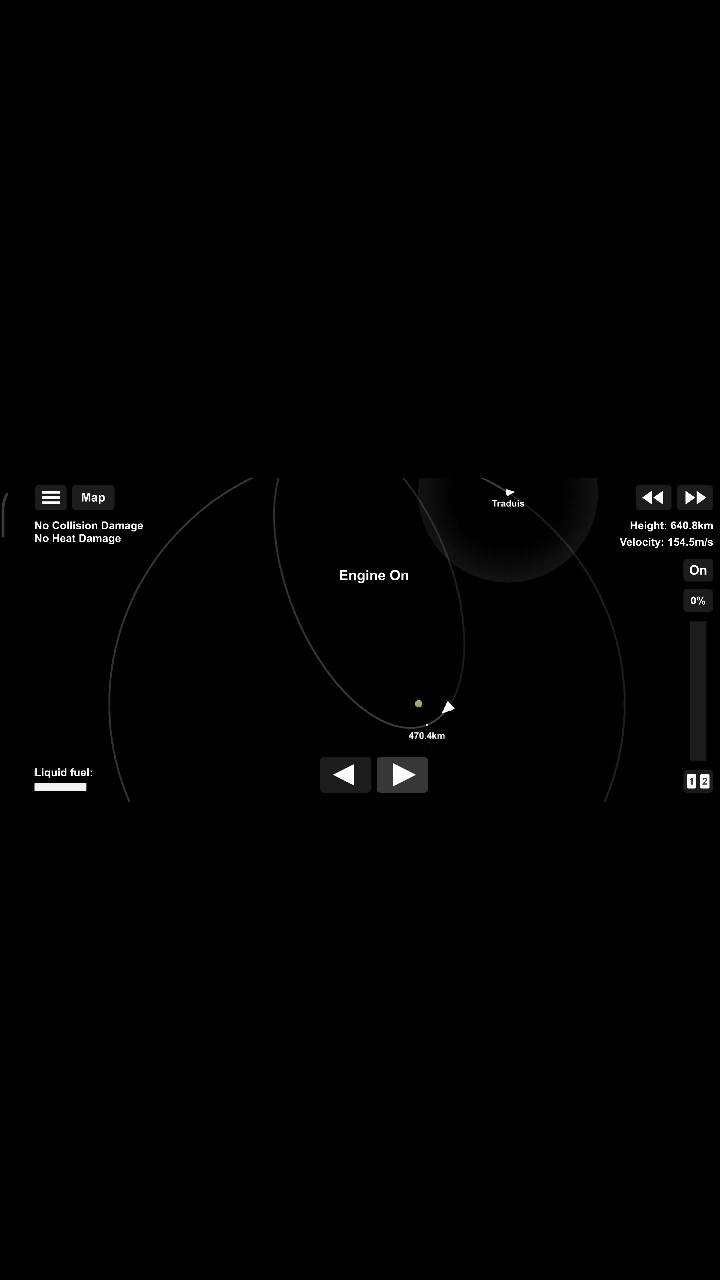 Map
No Collision Damage
No Heat Damage
Traduis
Height: 640.8km
Velocity: 154.5m/s
On
Engine On
0%
470.4km
Liquid fuel:
1 2